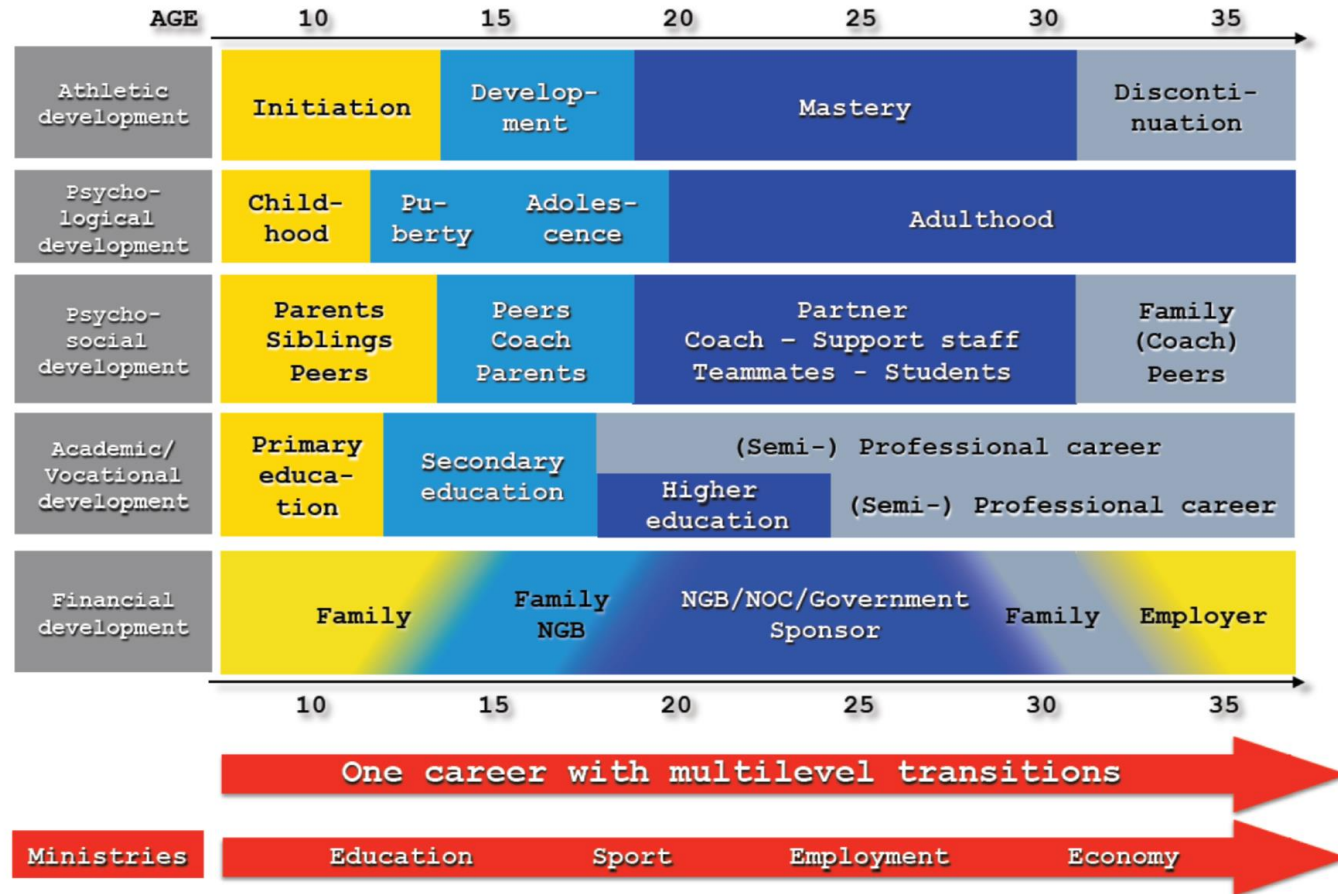 AGE 10 15 20 25 30 35
Athletic
development
Initiation
Develop-
ment
Mastery
Disconti-
nuation
Psycho-
logical
development
Child-
hood
Pu-
berty
Adoles-
cence
Adulthood
Psycho-
social
development
Parents
Siblings
Peers
Peers
Coach
Parents
Partner
Coach – Support staff
Teammates - Students
Family
(Coach)
Peers
Academic/
Vocational
development
Primary
educa-
tion
Secondary
education
(Semi-) Professional career
Higher
education
(Semi-) Professional career
Financial
development
Family
Family
NGB
NGB/NOC/Government
Sponsor
Family
Employer
10 15 20 25 30 35
One career with multilevel transitions
Ministries
Education Sport Employment Economy